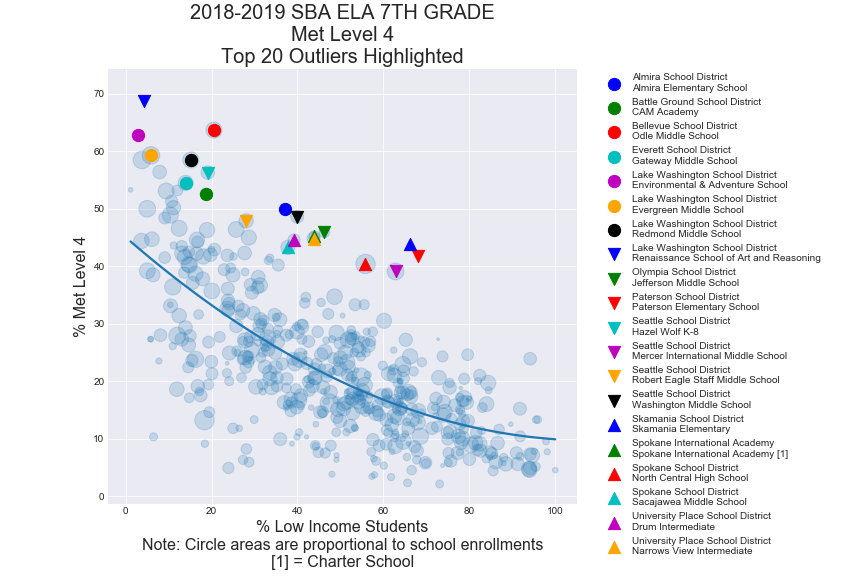 2018-2019 SBA ELA 7TH GRADE
Met Level 4
Top 20 Outliers Highlighted
% Met Level 4
70
60
50
40
30
20
10
0
0 20 40 60 80 100
% Low Income Students
Note: Circle areas are proportional to school enrollments
[1] = Charter School
Almira School District
Almira Elementary School
Battle Ground School District
CAM Academy
Bellevue School District
Odle Middle School
Everett School District
Gateway Middle School
Lake Washington School District
Environmental & Adventure School
Lake Washington School District
Evergreen Middle School
Lake Washington School District
Redmond Middle School
Lake Washington School District
Renaissance School of Art and Reasoning
Olympia School District
Jefferson Middle School
Paterson School District
Paterson Elementary School
Seattle School District
Hazel Wolf K-8
Seattle School District
Mercer International Middle School
Seattle School District
Robert Eagle Staff Middle School
Seattle School District
Washington Middle School
Skamania School District
Skamania Elementary
Spokane International Academy
Spokane International Academy [1]
Spokane School District
North Central High School
Spokane School District
Sacajawea Middle School
University Place School District
Drum Intermediate
University Place School District
Narrows View Intermediate